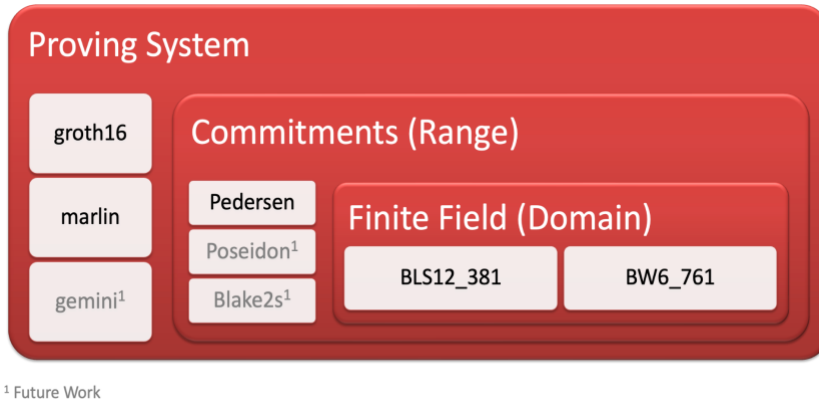 Proving System
groth16
marlin
gemini¹
Commitments (Range)
Pedersen
Poseidon¹
Blake2s¹
Finite Field (Domain)
BLS12_381
BW6_761
¹ Future Work